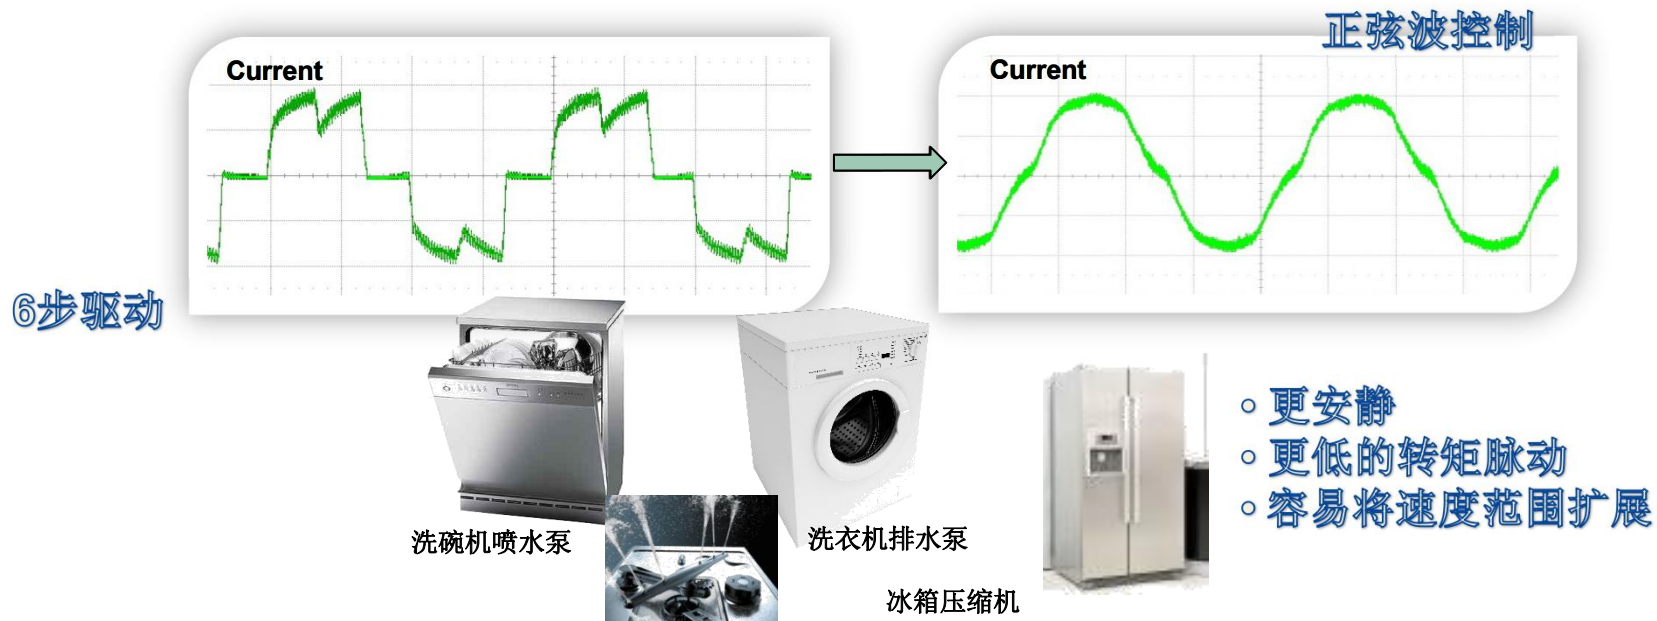 正弦波控制
Current
Current
6步驱动
更安静
更低的转矩脉动
容易将速度范围扩展
洗碗机喷水泵
洗衣机排水泵
冰箱压缩机